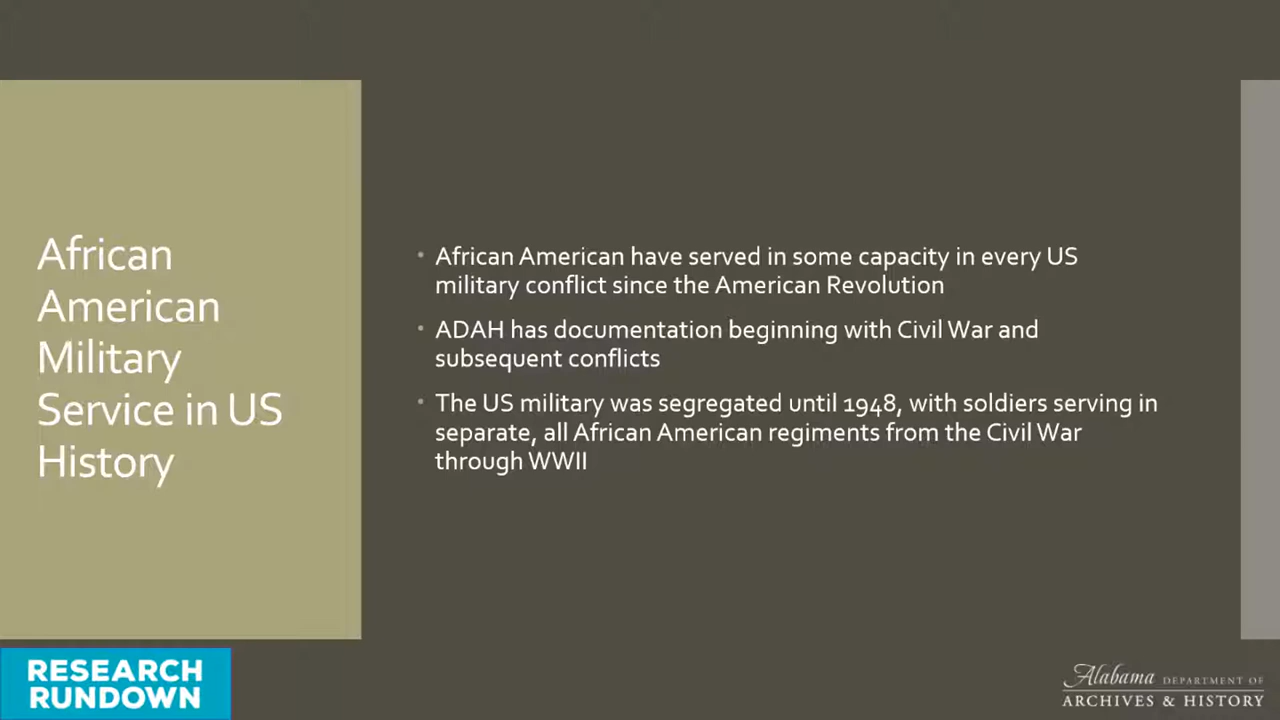 African
American
Military
Service in US
History
• African American have served in some capacity in every US
military conflict since the American Revolution
• ADAH has documentation beginning with Civil War and
subsequent conflicts
• The US military was segregated until 1948, with soldiers serving in
separate, all African American regiments from the Civil War
through WWII
RESEARCH
RUNDOWN
Alabama DEPARTMENT OF
ARCHIVES & HISTORY